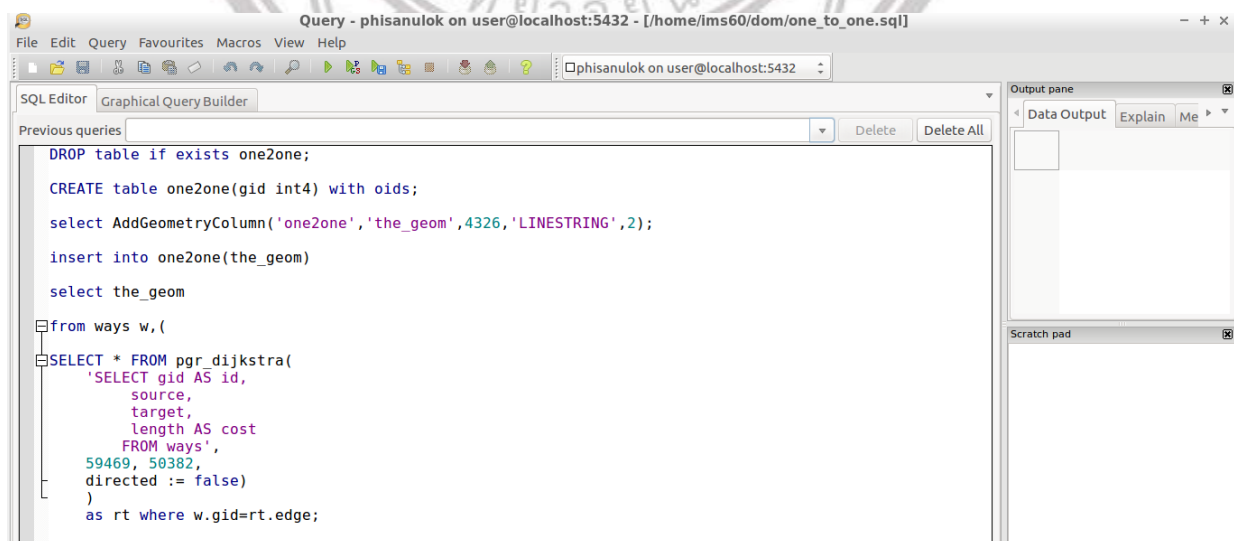 Query - phisanulok on user@localhost:5432 - [/home/ims60/dom/one_to_one.sql]
File Edit Query Favourites Macros View Help
phisanulok on user@localhost:5432
SQL Editor Graphical Query Builder
Previous queries Delete Delete All
DROP table if exists one2one;
CREATE table one2one(gid int4) with oids;
select AddGeometryColumn('one2one','the_geom',4326,'LINESTRING',2);
insert into one2one(the_geom)
select the_geom
from ways w,(
SELECT * FROM pgr_dijkstra(
'SELECT gid AS id,
source,
target,
length AS cost
FROM ways',
59469, 50382,
directed := false)
)
as rt where w.gid=rt.edge;
Output pane
Data Output Explain Me
Scratch pad